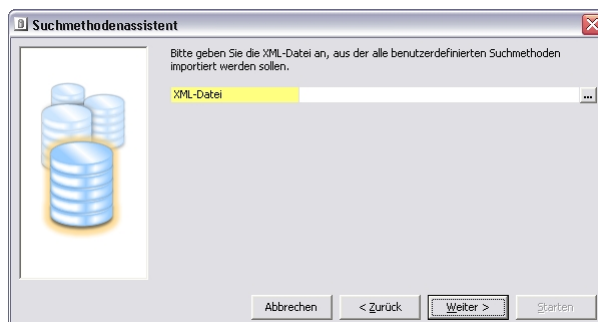 Suchmethodenassistent
Bitte geben Sie die XML-Datei an, aus der alle benutzerdefinierten Suchmethoden
importiert werden sollen.
XML-Datei
...
Abbrechen
< Zurück
Weiter >
Starten